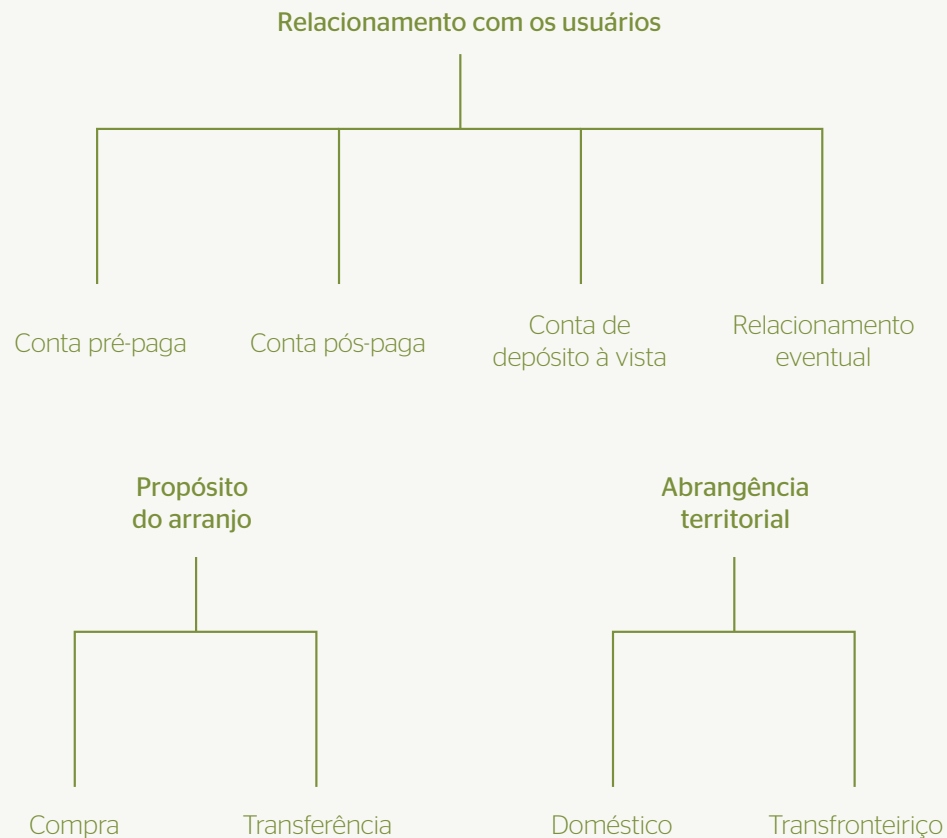 Relacionamento com os usuários
Conta pré-paga
Conta pós-paga
Conta de
depósito à vista
Relacionamento
eventual
Propósito
do arranjo
Abrangência
territorial
Compra
Transferência
Doméstico
Transfronteiriço